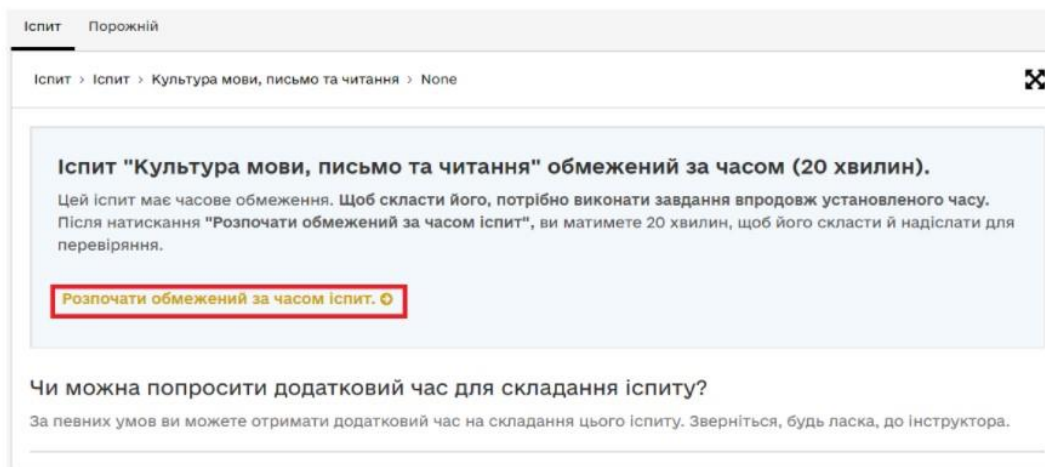 Іспит Порожній
Іспит > Іспит > Культура мови, письмо та читання > None
Іспит "Культура мови, письмо та читання" обмежений за часом (20 хвилин).
Цей іспит має часове обмеження. Щоб скласти його, потрібно виконати завдання впродовж установленого часу.
Після натискання "Розпочати обмежений за часом іспит", ви матимете 20 хвилин, щоб його скласти й надіслати для
перевіряння.
Розпочати обмежений за часом іспит.
Чи можна попросити додатковий час для складання іспиту?
За певних умов ви можете отримати додатковий час на складання цього іспиту. Зверніться, будь ласка, до інструктора.